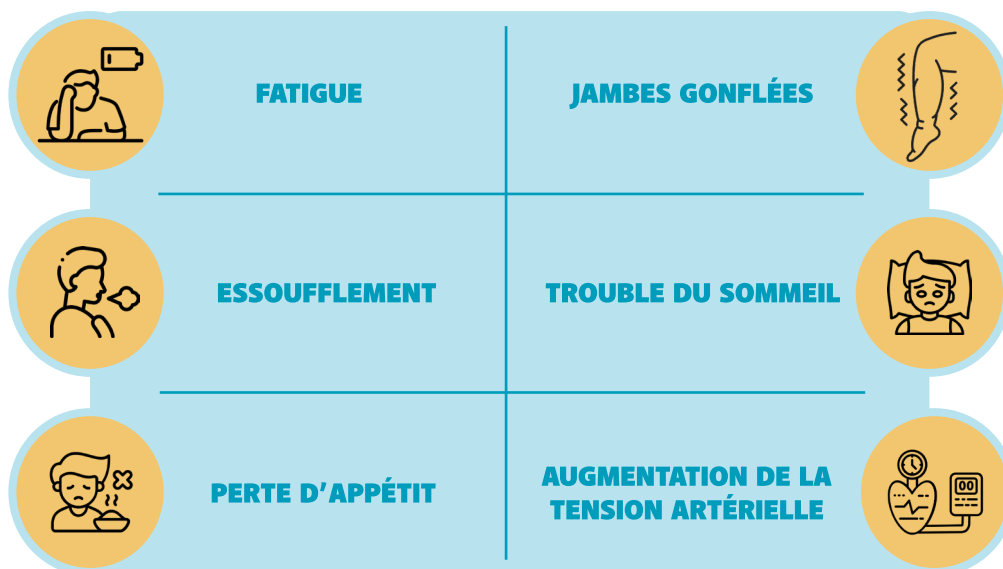 FATIGUE
JAMBES GONFLÉES
ESSOUFFLEMENT
TROUBLE DU SOMMEIL
PERTE D’APPÉTIT
AUGMENTATION DE LA
TENSION ARTÉRIELLE